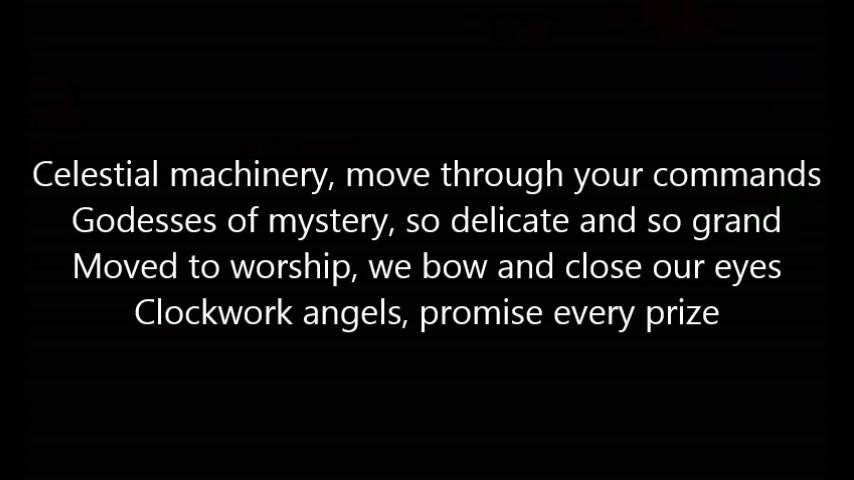 Celestial machinery, move through your commands
Godesses of mystery, so delicate and so grand
Moved to worship, we bow and close our eyes
Clockwork angels, promise every prize